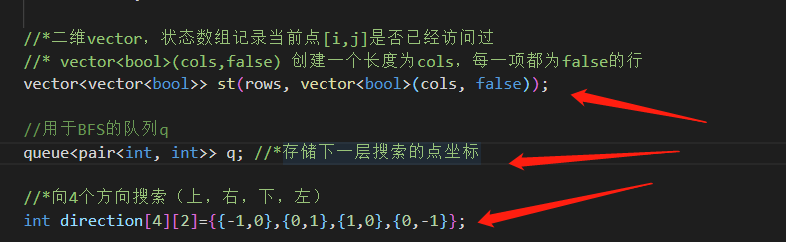 //*二维vector，状态数组记录当前点[i,j]是否已经访问过
//* vector<bool>(cols,false) 创建一个长度为cols，每一项都为false的行
vector<vector<bool>> st(rows, vector<bool>(cols, false));
//用于BFS的队列q
queue<pair<int, int>> q; //*存储下一层搜索的点坐标
//*向4个方向搜索（上，右，下，左）
int direction[4][2]={{-1,0},{0,1},{1,0},{0,-1}};